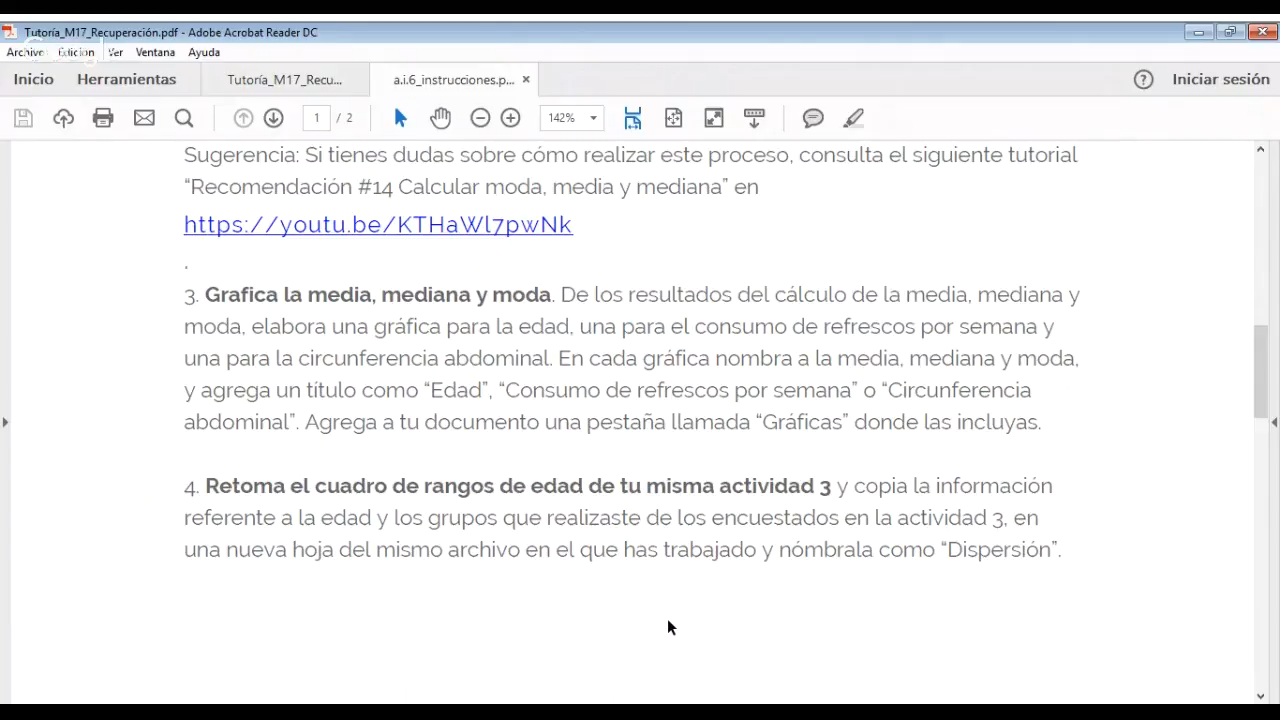 Tutoría_M17_Recuperación.pdf - Adobe Acrobat Reader DC
Archivo Edición Ver Ventana Ayuda
Inicio Herramientas Tutoría_M17_Recu... a.i.6_instrucciones.p... × ? Iniciar sesión
1 / 2 142%
Sugerencia: Si tienes dudas sobre cómo realizar este proceso, consulta el siguiente tutorial
“Recomendación #14 Calcular moda, media y mediana” en
https://youtu.be/KTHaWl7pwNk
.
3. Grafica la media, mediana y moda. De los resultados del cálculo de la media, mediana y
moda, elabora una gráfica para la edad, una para el consumo de refrescos por semana y
una para la circunferencia abdominal. En cada gráfica nombra a la media, mediana y moda,
y agrega un título como “Edad”, “Consumo de refrescos por semana” o “Circunferencia
abdominal”. Agrega a tu documento una pestaña llamada “Gráficas” donde las incluyas.
4. Retoma el cuadro de rangos de edad de tu misma actividad 3 y copia la información
referente a la edad y los grupos que realizaste de los encuestados en la actividad 3, en
una nueva hoja del mismo archivo en el que has trabajado y nómbrala como “Dispersión”.